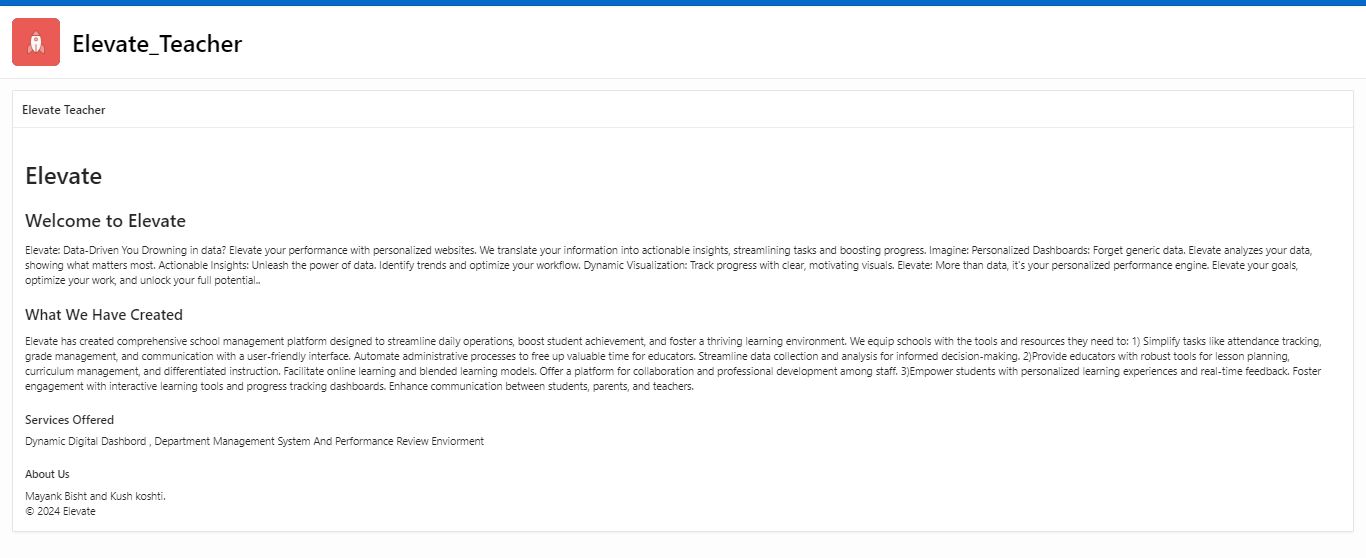 Elevate_Teacher
Elevate Teacher
Elevate
Welcome to Elevate
Elevate: Data-Driven You Drowning in data? Elevate your performance with personalized websites. We translate your information into actionable insights, streamlining tasks and boosting progress. Imagine: Personalized Dashboards: Forget generic data. Elevate analyzes your data,
showing what matters most. Actionable Insights: Unleash the power of data. Identify trends and optimize your workflow. Dynamic Visualization: Track progress with clear, motivating visuals. Elevate: More than data, it's your personalized performance engine. Elevate your goals,
optimize your work, and unlock your full potential..
What We Have Created
Elevate has created comprehensive school management platform designed to streamline daily operations, boost student achievement, and foster a thriving learning environment. We equip schools with the tools and resources they need to: 1) Simplify tasks like attendance tracking,
grade management, and communication with a user-friendly interface. Automate administrative processes to free up valuable time for educators. Streamline data collection and analysis for informed decision-making. 2)Provide educators with robust tools for lesson planning,
curriculum management, and differentiated instruction. Facilitate online learning and blended learning models. Offer a platform for collaboration and professional development among staff. 3)Empower students with personalized learning experiences and real-time feedback. Foster
engagement with interactive learning tools and progress tracking dashboards. Enhance communication between students, parents, and teachers.
Services Offered
Dynamic Digital Dashbord , Department Management System And Performance Review Enviorment
About Us
Mayank Bisht and Kush koshti.
© 2024 Elevate